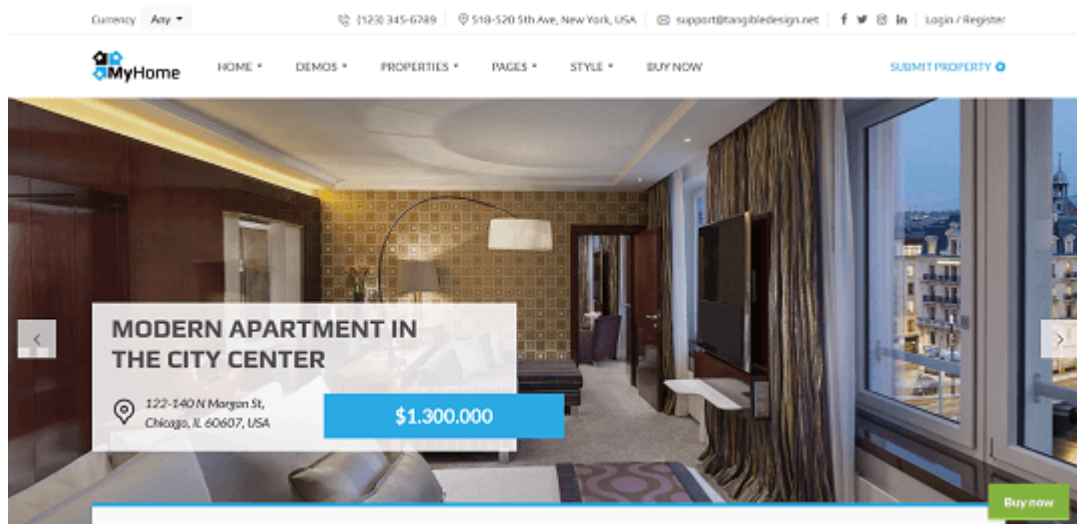 Currency Any (123) 345-6789 518-520 5th Ave, New York, USA support@tangibledesign.net Login / Register
MyHome HOME DEMOS PROPERTIES PAGES STYLE BUY NOW SUBMIT PROPERTY
MODERN APARTMENT IN
THE CITY CENTER
122-140 N Morgan St,
Chicago, IL 60607, USA
$1.300.000
Buy now